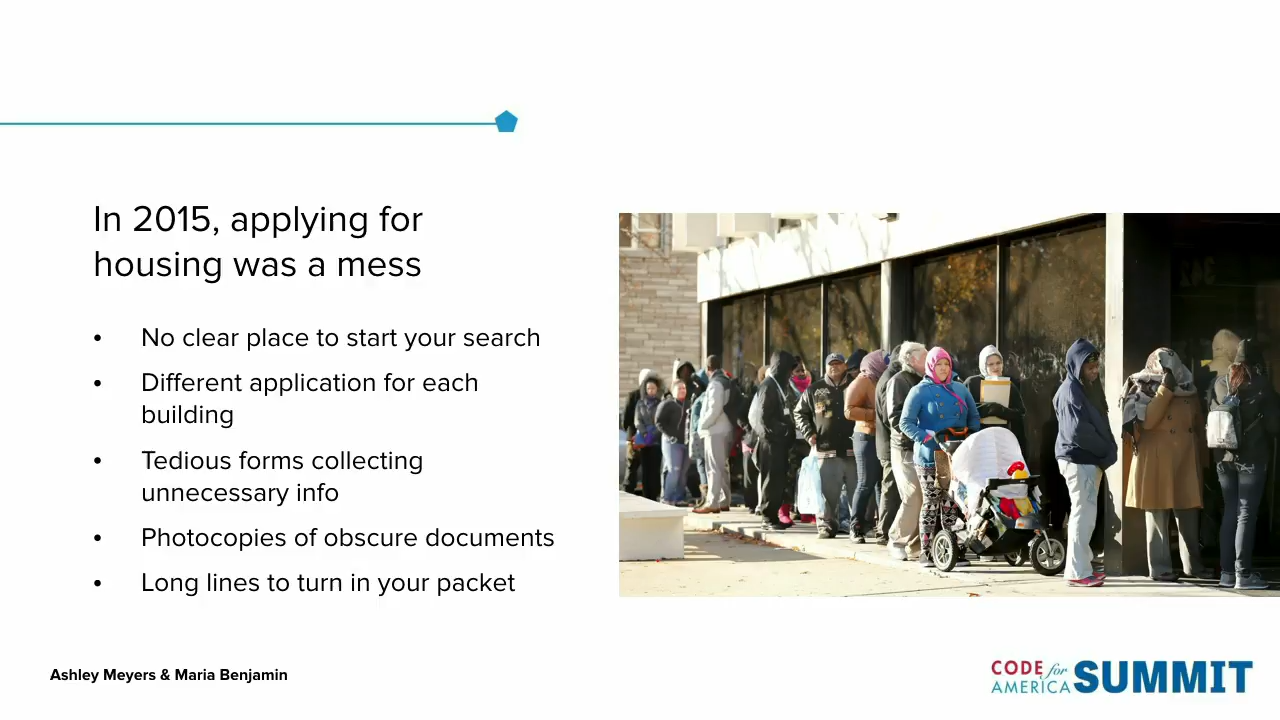 In 2015, applying for
housing was a mess
• No clear place to start your search
• Different application for each
building
• Tedious forms collecting
unnecessary info
• Photocopies of obscure documents
• Long lines to turn in your packet
Ashley Meyers & Maria Benjamin
CODE for
AMERICA SUMMIT